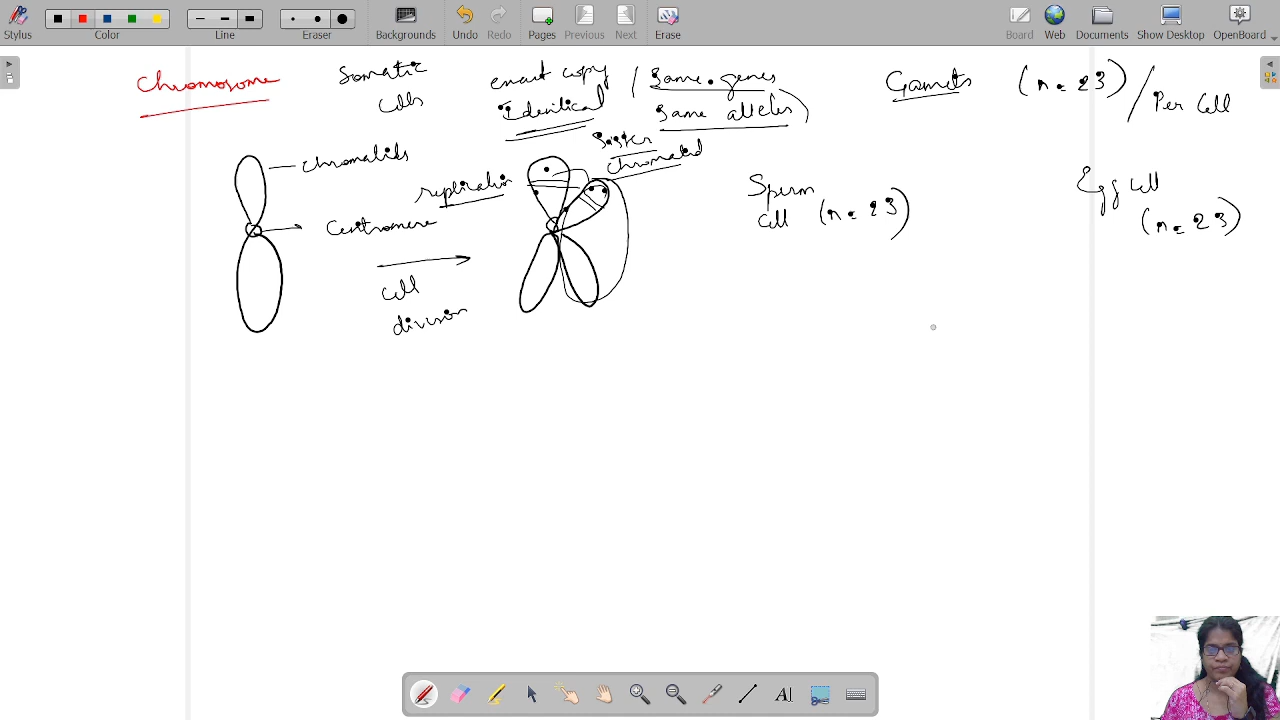 Stylus
Color
Line
Eraser
Backgrounds
Undo
Redo
Pages
Previous
Next
Erase
Board
Web
Documents
Show Desktop
OpenBoard
Chromosome
Somatic
cells
exact copy
Identical
(Same genes
Same alleles)
Gamets (n = 23) / Per cell
Sister
Chromatid
Chromatids
replication
Centromere
cell
division
Sperm
cell (n = 23)
Egg cell
(n = 23)